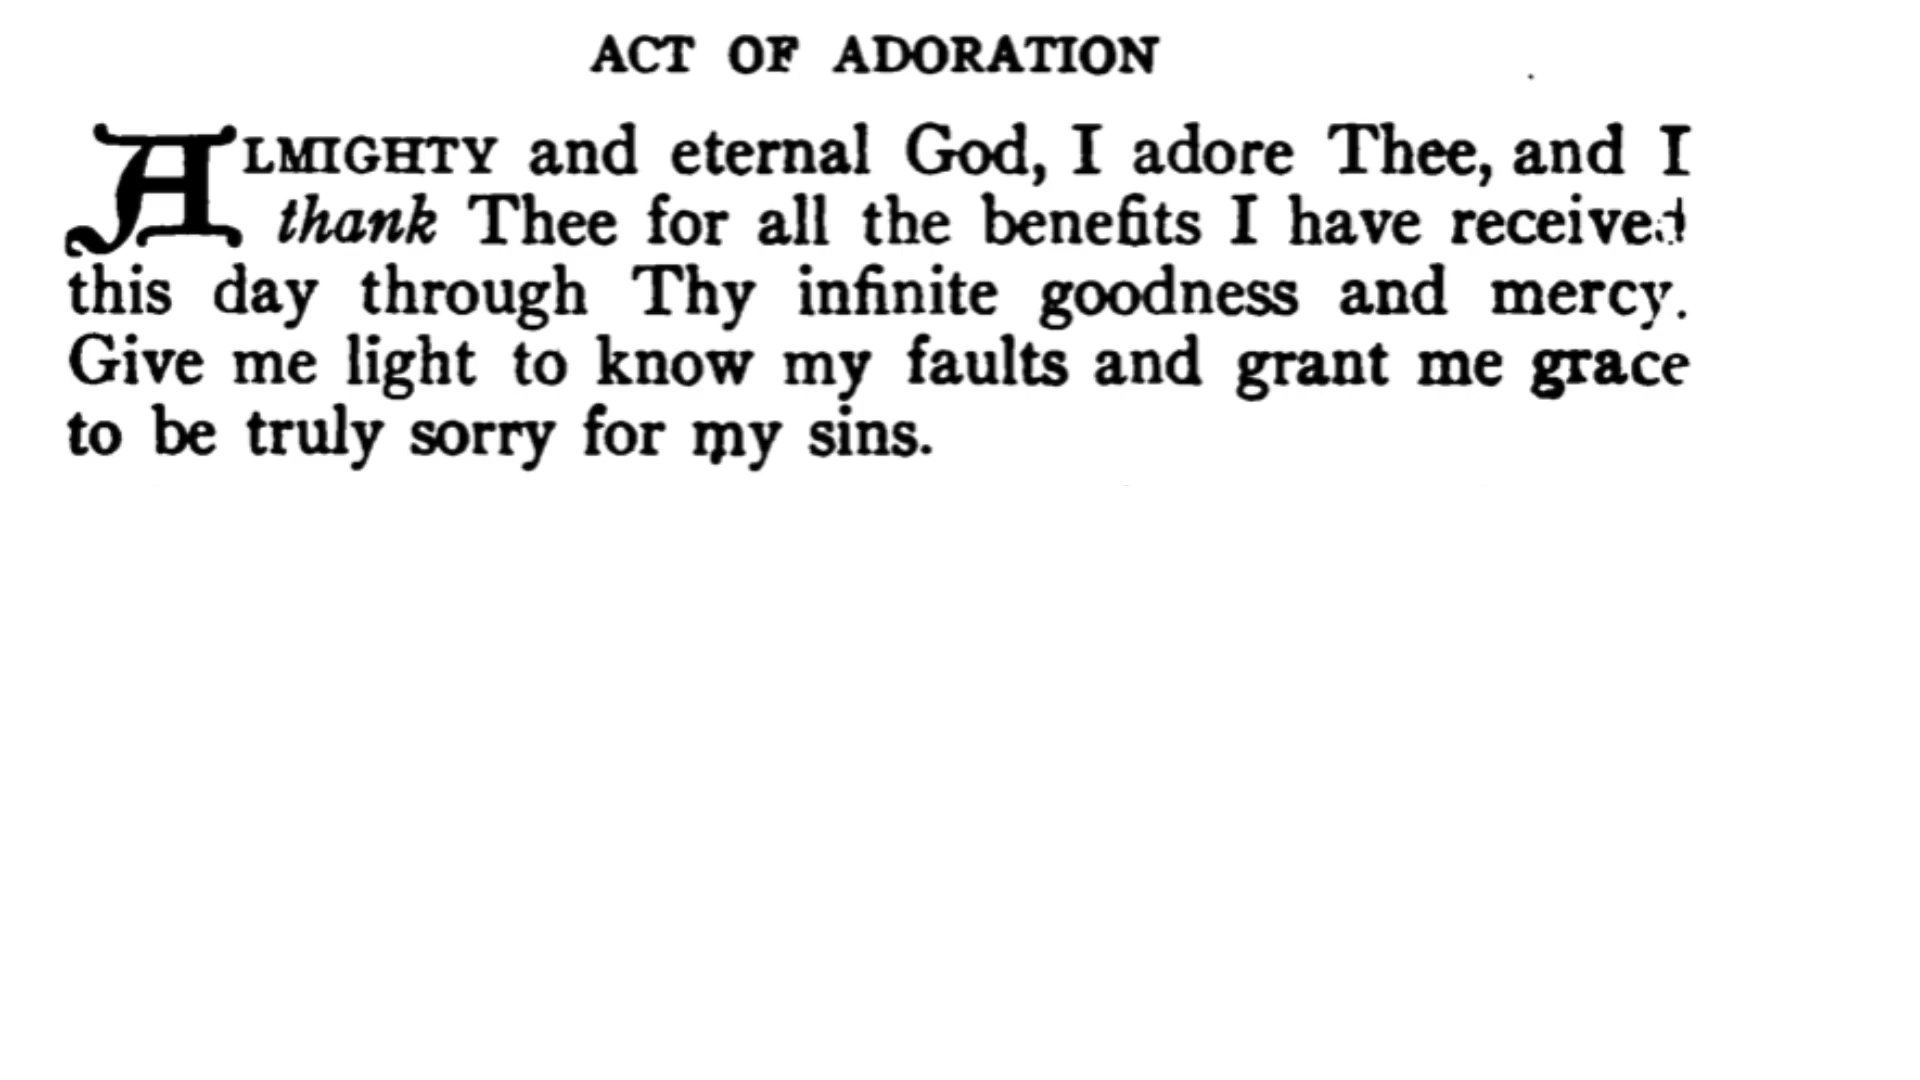 ACT OF ADORATION
ALMIGHTY and eternal God, I adore Thee, and I
thank Thee for all the benefits I have received
this day through Thy infinite goodness and mercy.
Give me light to know my faults and grant me grace
to be truly sorry for my sins.